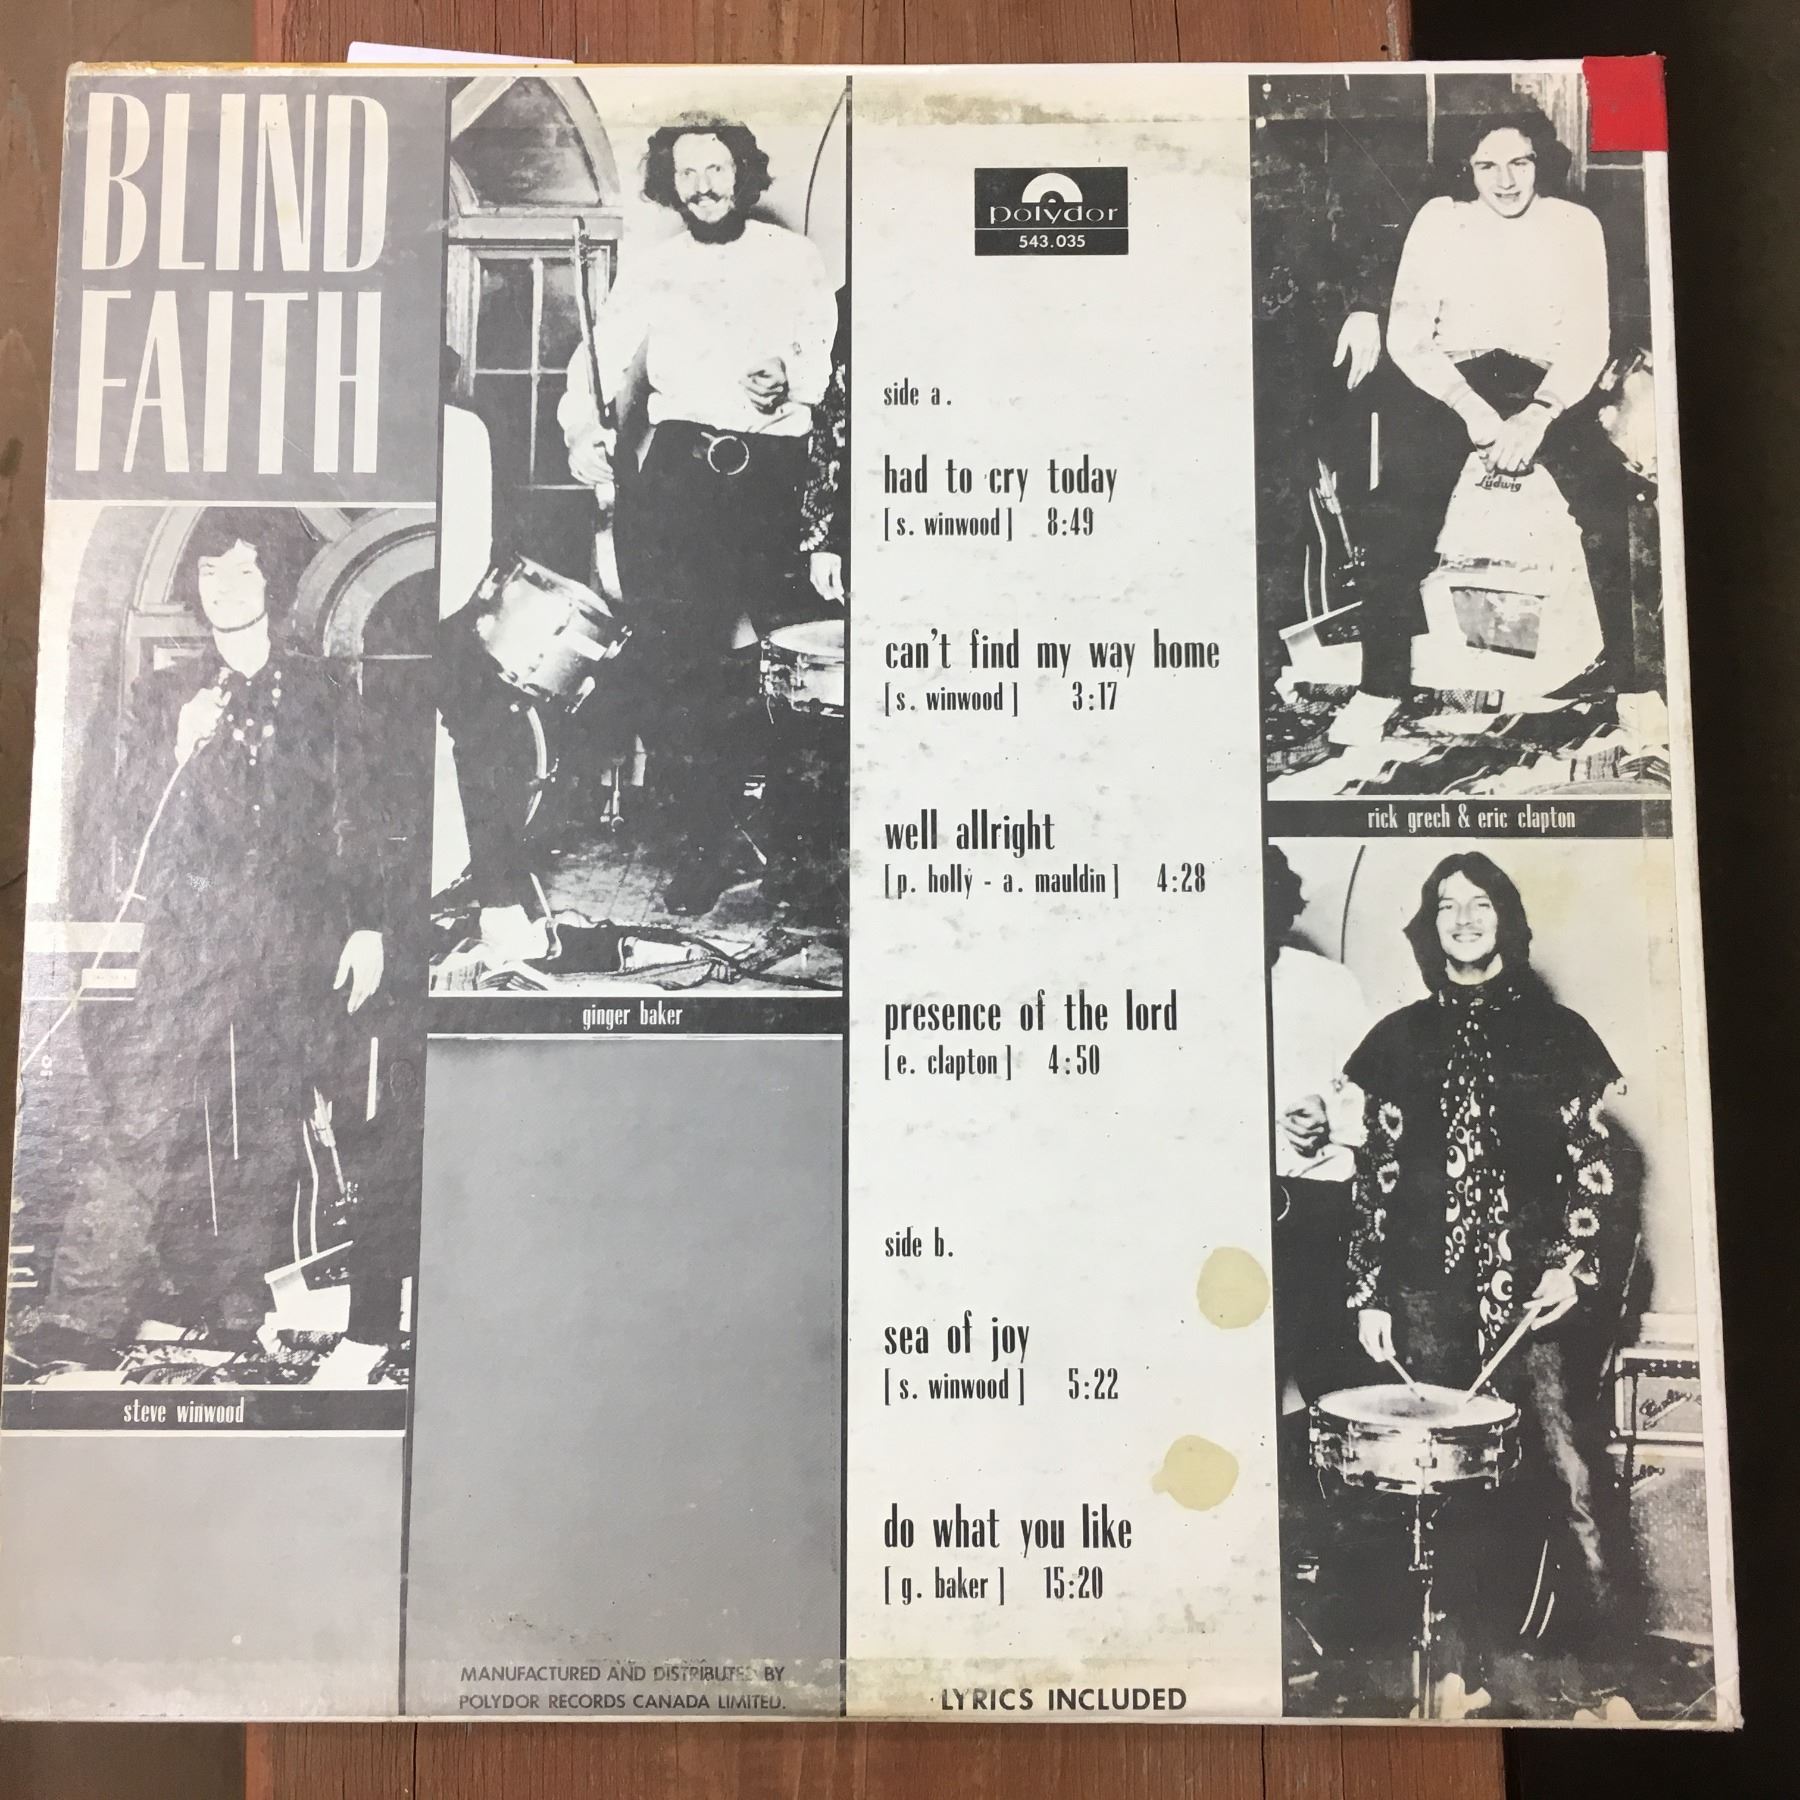 BLIND
FAITH
steve winwood
ginger baker
MANUFACTURED AND DISTRIBUTED BY
POLYDOR RECORDS CANADA LIMITED.
polydor
543.035
side a.
had to cry today
[s. winwood] 8:49
can't find my way home
[s. winwood] 3:17
well allright
[p. holly - a. mauldin] 4:28
presence of the lord
[e. clapton] 4:50
side b.
sea of joy
[s. winwood] 5:22
do what you like
[g. baker] 15:20
LYRICS INCLUDED
Ludwig
rick grech & eric clapton